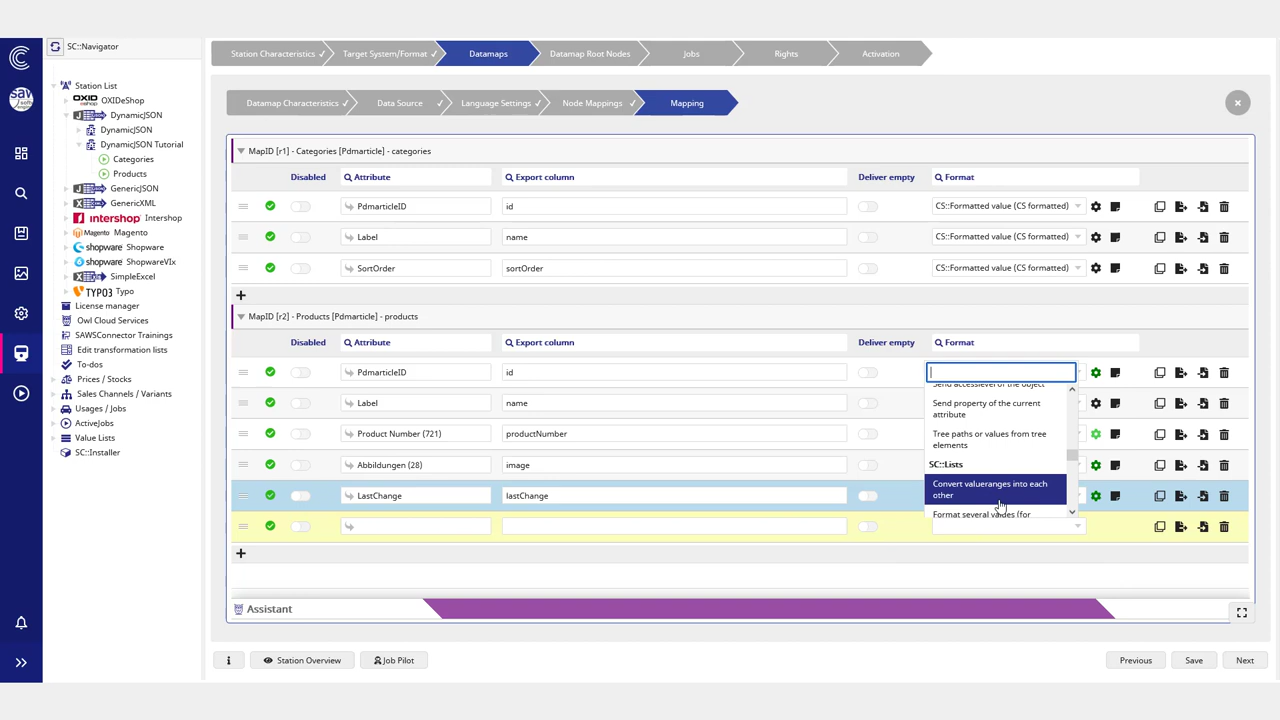 SC::Navigator
Station Characteristics ✓
Target System/Format ✓
Datamaps
Datamap Root Nodes
Jobs
Rights
Activation
Station List
OXID eShop OXIDeShop
DynamicJSON
DynamicJSON
DynamicJSON Tutorial
Categories
Products
GenericJSON
GenericXML
intershop Intershop
Magento Magento
shopware Shopware
shopware ShopwareVIx
SimpleExcel
TYPO3 Typo
License manager
Owl Cloud Services
SAWSConnector Trainings
Edit transformation lists
To-dos
Prices / Stocks
Sales Channels / Variants
Usages / Jobs
ActiveJobs
Value Lists
SC::Installer
Datamap Characteristics ✓
Data Source ✓
Language Settings ✓
Node Mappings ✓
Mapping
MapID [r1] - Categories [Pdmarticle] - categories
Disabled Attribute Export column Deliver empty Format
PdmarticleID id CS::Formatted value (CS formatted)
Label name CS::Formatted value (CS formatted)
SortOrder sortOrder CS::Formatted value (CS formatted)
MapID [r2] - Products [Pdmarticle] - products
Disabled Attribute Export column Deliver empty Format
PdmarticleID id
Label name
Product Number (721) productNumber
Abbildungen (28) image
LastChange lastChange
Send accesslevel of the object
Send property of the current
attribute
Tree paths or values from tree
elements
SC::Lists
Convert valueranges into each
other
Format several values (for
Assistant
Station Overview
Job Pilot
Previous
Save
Next